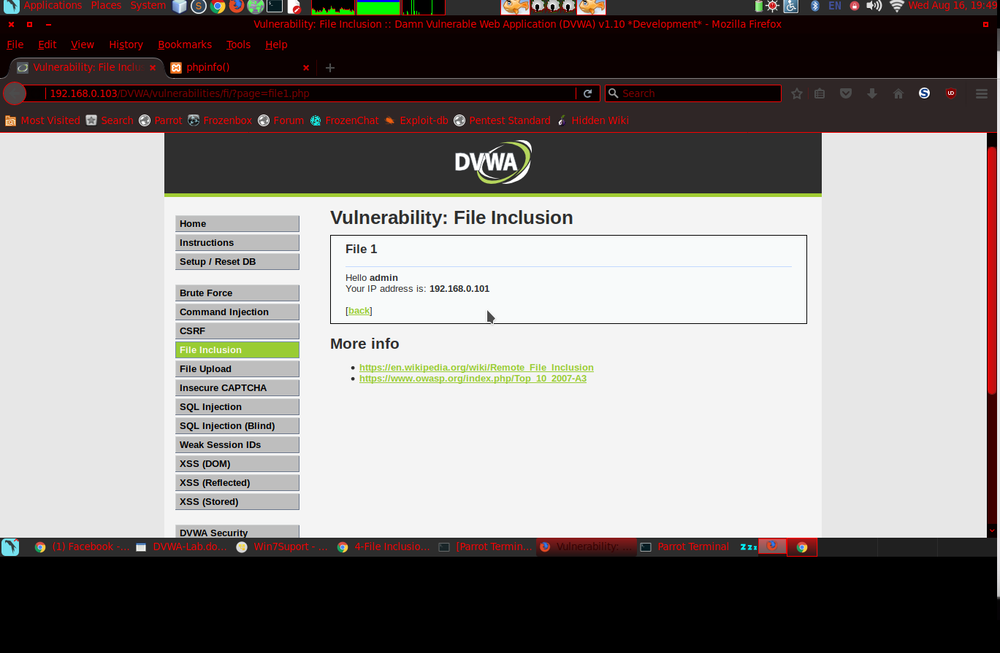 Applications Places System EN Wed Aug 16, 19:49
Vulnerability: File Inclusion :: Damn Vulnerable Web Application (DVWA) v1.10 *Development* - Mozilla Firefox
File Edit View History Bookmarks Tools Help
Vulnerability: File Inclu phpinfo()
192.168.0.103/DVWA/vulnerabilities/fi/?page=file1.php Search
Most Visited Search Parrot Frozenbox Forum FrozenChat Exploit-db Pentest Standard Hidden Wiki
DVWA
Home
Instructions
Setup / Reset DB
Brute Force
Command Injection
CSRF
File Inclusion
File Upload
Insecure CAPTCHA
SQL Injection
SQL Injection (Blind)
Weak Session IDs
XSS (DOM)
XSS (Reflected)
XSS (Stored)
DVWA Security
Vulnerability: File Inclusion
File 1
Hello admin
Your IP address is: 192.168.0.101
[back]
More info
https://en.wikipedia.org/wiki/Remote_File_Inclusion
https://www.owasp.org/index.php/Top_10_2007-A3
(1) Facebook -... DVWA-Lab.do... Win7Suport - ... 4-File Inclusio... [Parrot Termin... Vulnerability: ... Parrot Terminal zzz